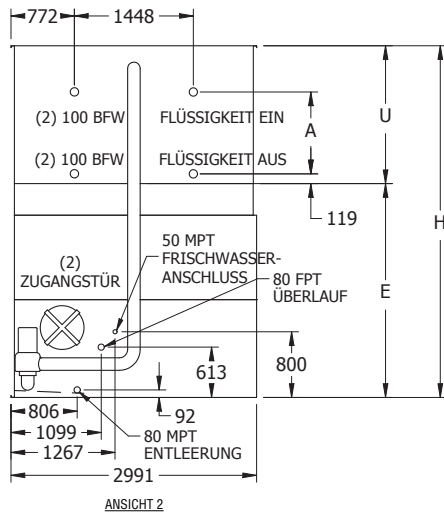 772
1448
(2) 100 BFW
FLÜSSIGKEIT EIN
A
U
(2) 100 BFW
FLÜSSIGKEIT AUS
H
119
50 MPT
FRISCHWASSER-
ANSCHLUSS
E
(2)
ZUGANGSTÜR
80 FPT
ÜBERLAUF
800
613
806
92
1099
80 MPT
ENTLEERUNG
1267
2991
ANSICHT 2